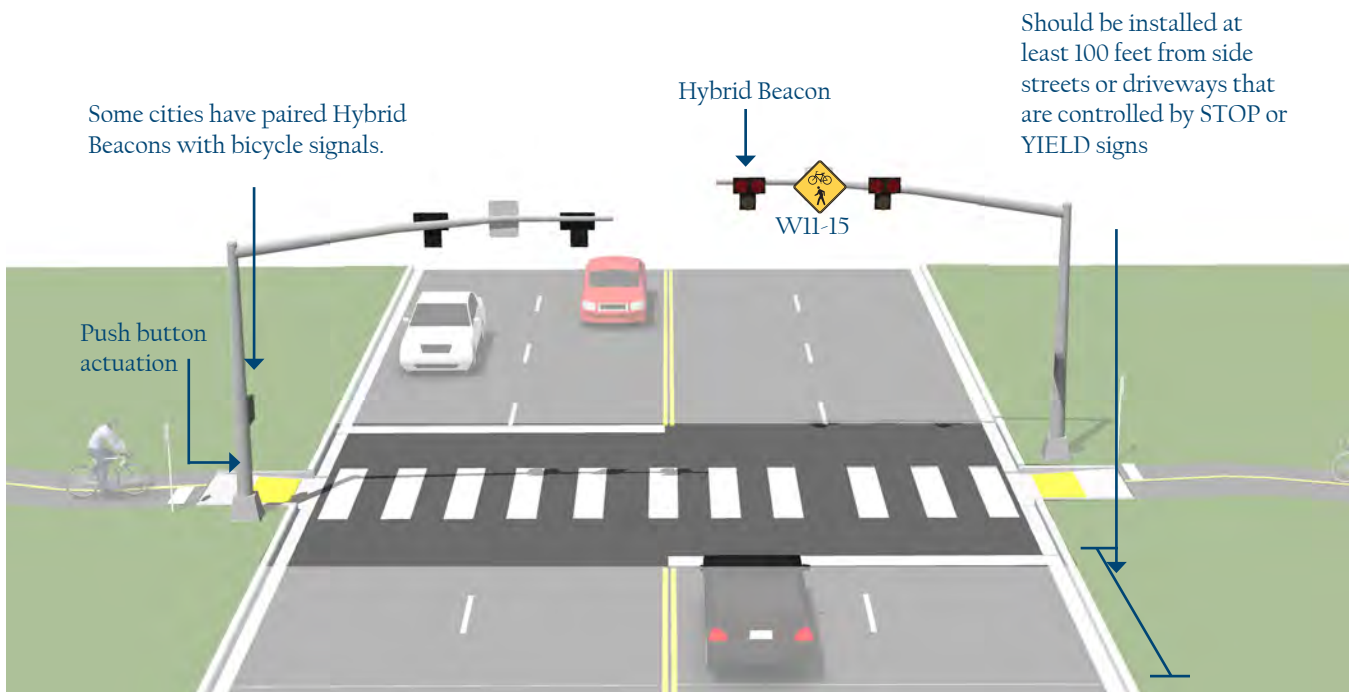 Some cities have paired Hybrid
Beacons with bicycle signals.
Hybrid Beacon
Should be installed at
least 100 feet from side
streets or driveways that
are controlled by STOP or
YIELD signs
W11-15
Push button
actuation